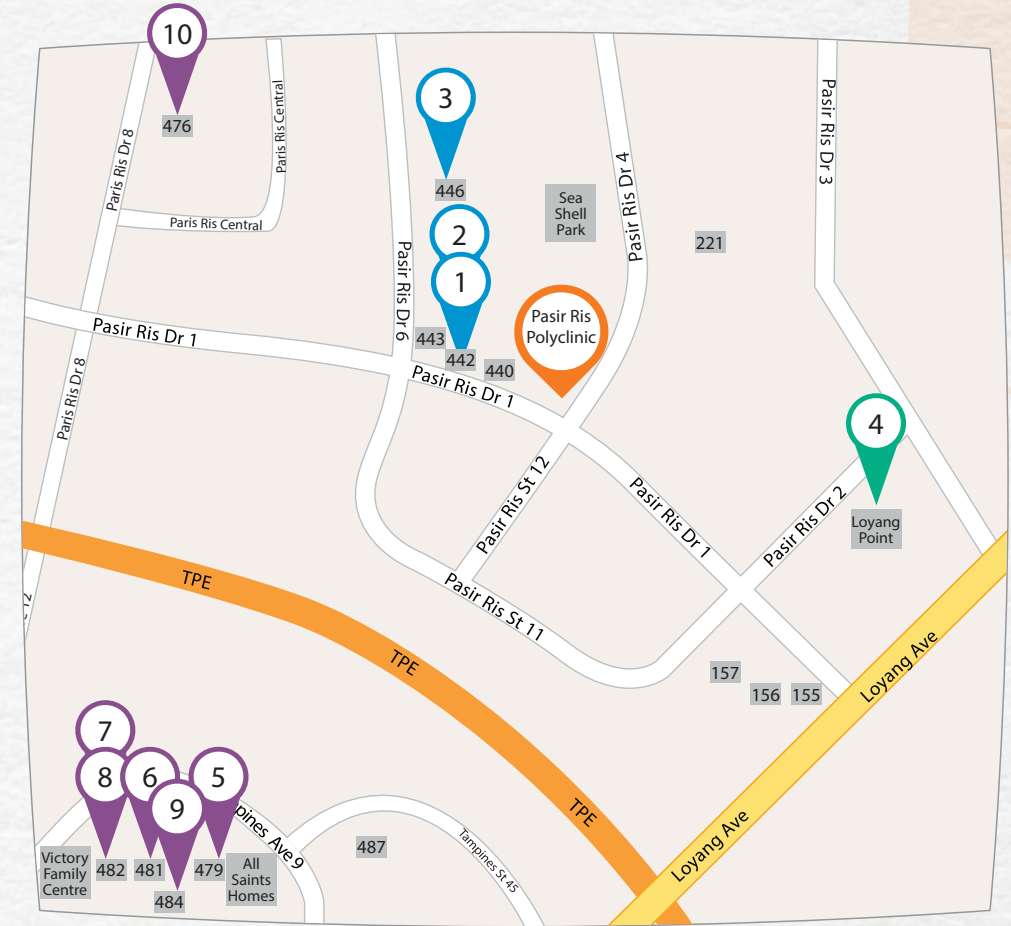 10
476
Paris Ris Dr 8
Paris Ris Central
Paris Ris Central
3
446
2
1
443
442
440
Pasir Ris Dr 6
Sea
Shell
Park
Pasir Ris Dr 4
221
Pasir Ris Dr 3
Pasir Ris
Polyclinic
Pasir Ris Dr 1
Pasir Ris Dr 1
Paris Ris Dr 8
4
Loyang
Point
Pasir Ris St 12
Pasir Ris Dr 1
Pasir Ris Dr 2
TPE
Pasir Ris St 11
12
TPE
157
156
155
Loyang Ave
7
8
6
5
9
pines Ave 9
TPE
Loyang Ave
Victory
Family
Centre
482
481
479
484
All
Saints
Homes
487
Tampines St 45